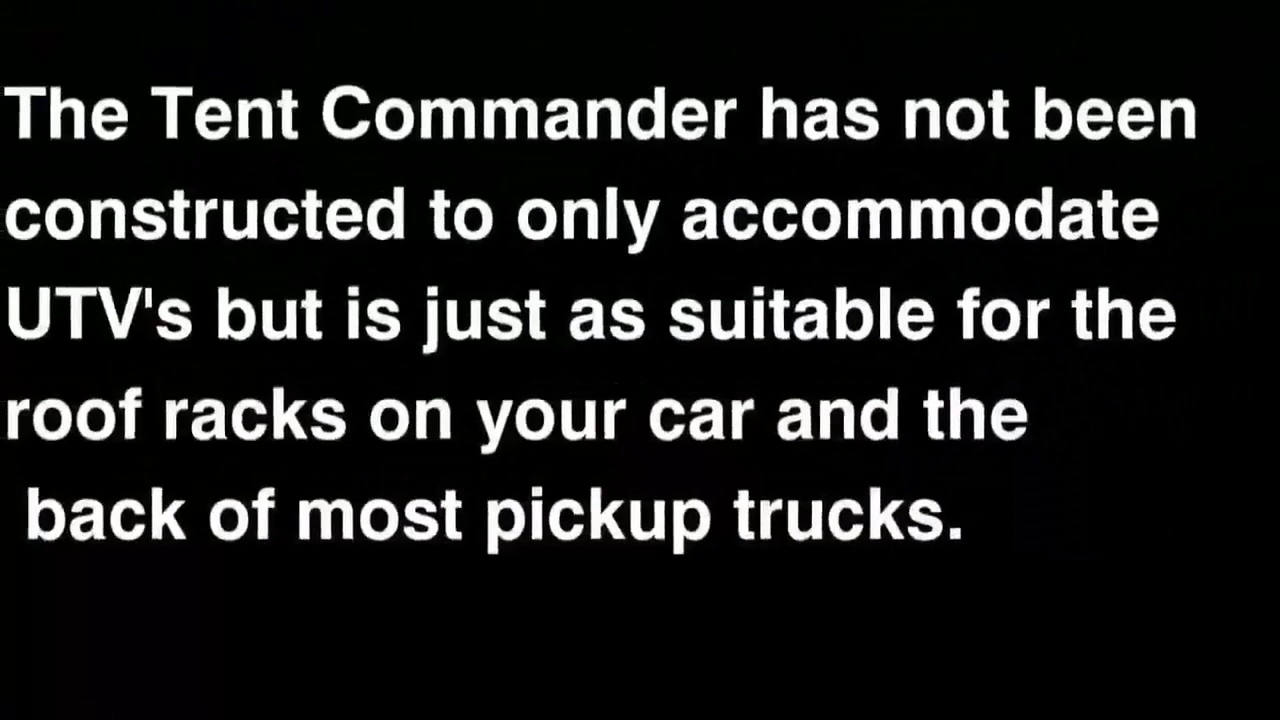 The Tent Commander has not been
constructed to only accommodate
UTV's but is just as suitable for the
roof racks on your car and the
back of most pickup trucks.